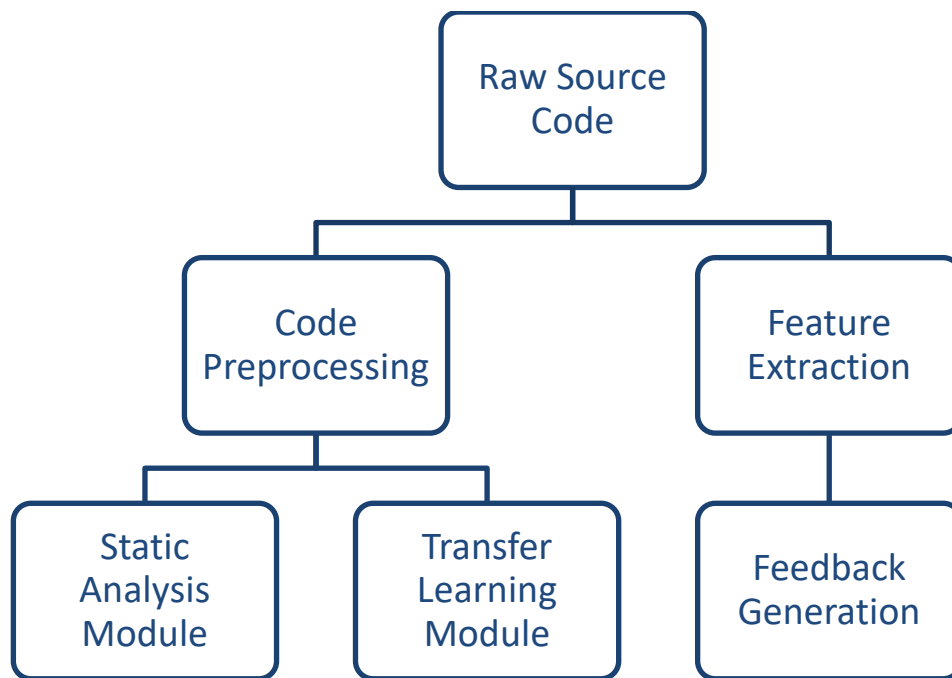 Raw Source
Code
Code
Preprocessing
Feature
Extraction
Static
Analysis
Module
Transfer
Learning
Module
Feedback
Generation